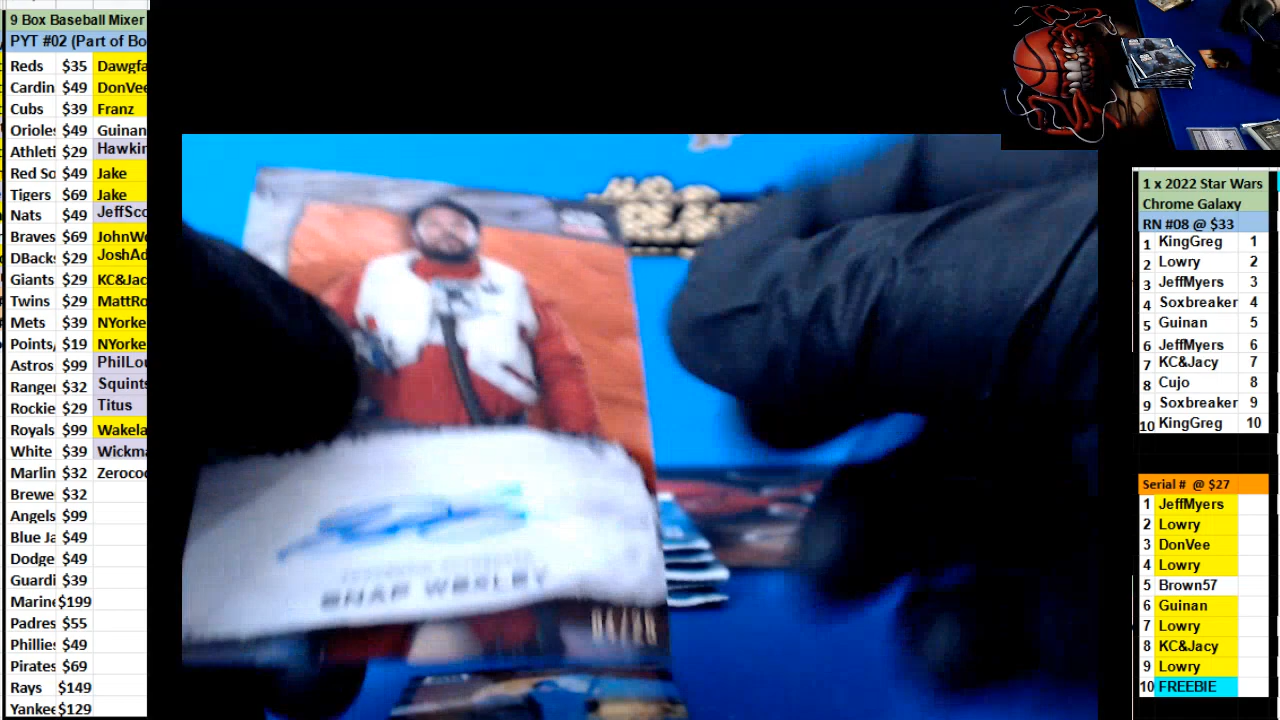 9 Box Baseball Mixer
PYT #02 (Part of Bo
Reds $35 Dawgfa
Cardin $49 DonVee
Cubs $39 Franz
Oriole $49 Guinan
Athleti $29 Hawkin
Red So $49 Jake
Tigers $69 Jake
Nats $49 JeffSco
Braves $69 JohnWo
DBack $29 JoshAd
Giants $29 KC&Jac
Twins $29 MattRo
Mets $39 NYorke
Points/ $19 NYorke
Astros $99 PhilLou
Ranger $32 Squints
Rockie $29 Titus
Royals $99 Wakela
White $39 Wickma
Marlin $32 Zeroco
Brewe $32
Angels $99
Blue Ja $49
Dodge $49
Guardi $39
Marine $199
Padres $55
Phillie $49
Pirates $69
Rays $149
Yankee $129
SNAP WEXLEY
1 x 2022 Star Wars
Chrome Galaxy
RN #08 @ $33
1 KingGreg 1
2 Lowry 2
3 JeffMyers 3
4 Soxbreaker 4
5 Guinan 5
6 JeffMyers 6
7 KC&Jacy 7
8 Cujo 8
9 Soxbreaker 9
10 KingGreg 10
Serial # @ $27
1 JeffMyers
2 Lowry
3 DonVee
4 Lowry
5 Brown57
6 Guinan
7 Lowry
8 KC&Jacy
9 Lowry
10 FREEBIE